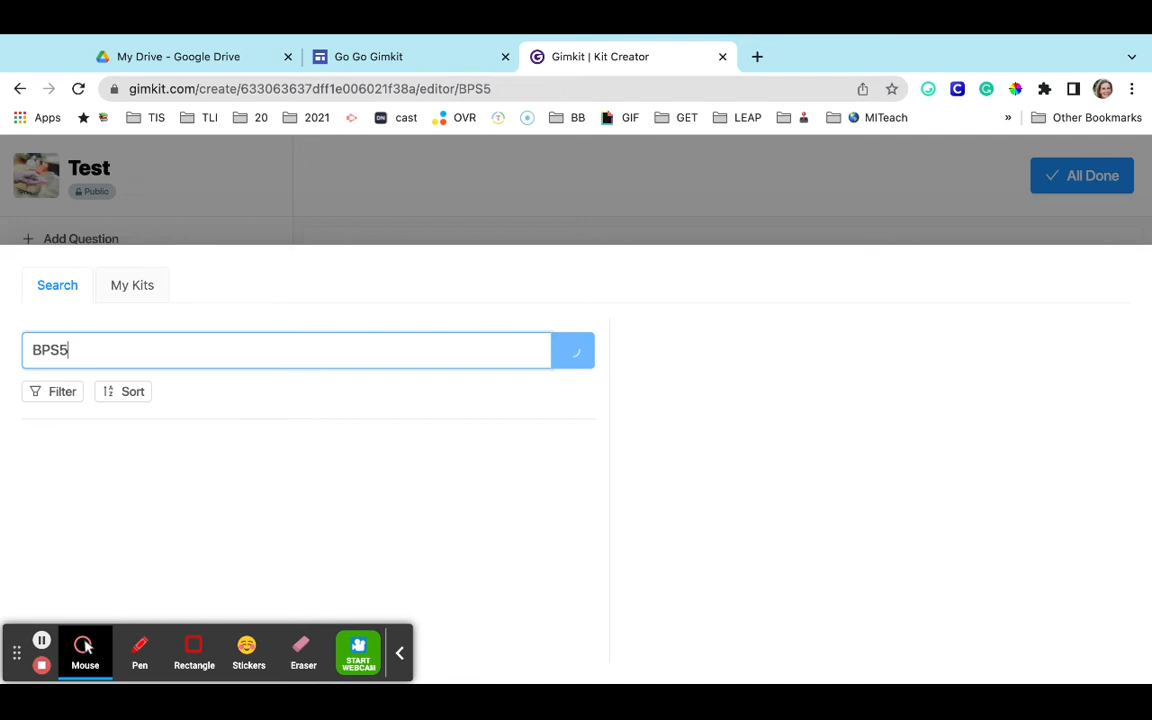 My Drive - Google Drive
Go Go Gimkit
Gimkit | Kit Creator
gimkit.com/create/633063637dff1e006021f38a/editor/BPS5
Apps TIS TLI 20 2021 DN cast OVR BB GIF GET LEAP MITeach » Other Bookmarks
Test
Public
All Done
+ Add Question
Search My Kits
BPS5
Filter Sort
Mouse Pen Rectangle Stickers Eraser START WEBCAM